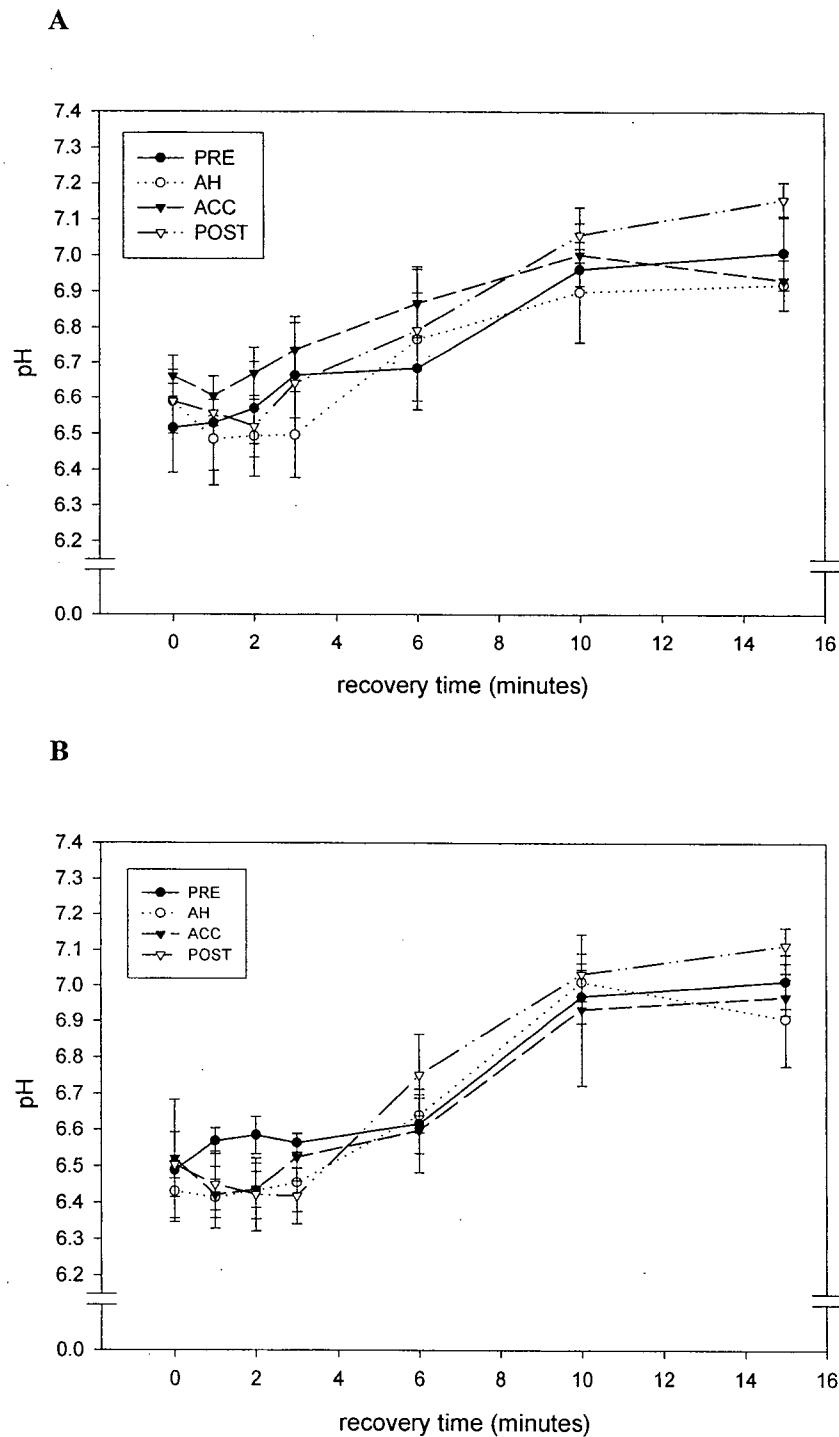 A
7.4
7.3
7.2
7.1
7.0
6.9
6.8
6.7
6.6
6.5
6.4
6.3
6.2
0.0
pH
PRE
AH
ACC
POST
0 2 4 6 8 10 12 14 16
recovery time (minutes)
B
7.4
7.3
7.2
7.1
7.0
6.9
6.8
6.7
6.6
6.5
6.4
6.3
6.2
0.0
pH
PRE
AH
ACC
POST
0 2 4 6 8 10 12 14 16
recovery time (minutes)